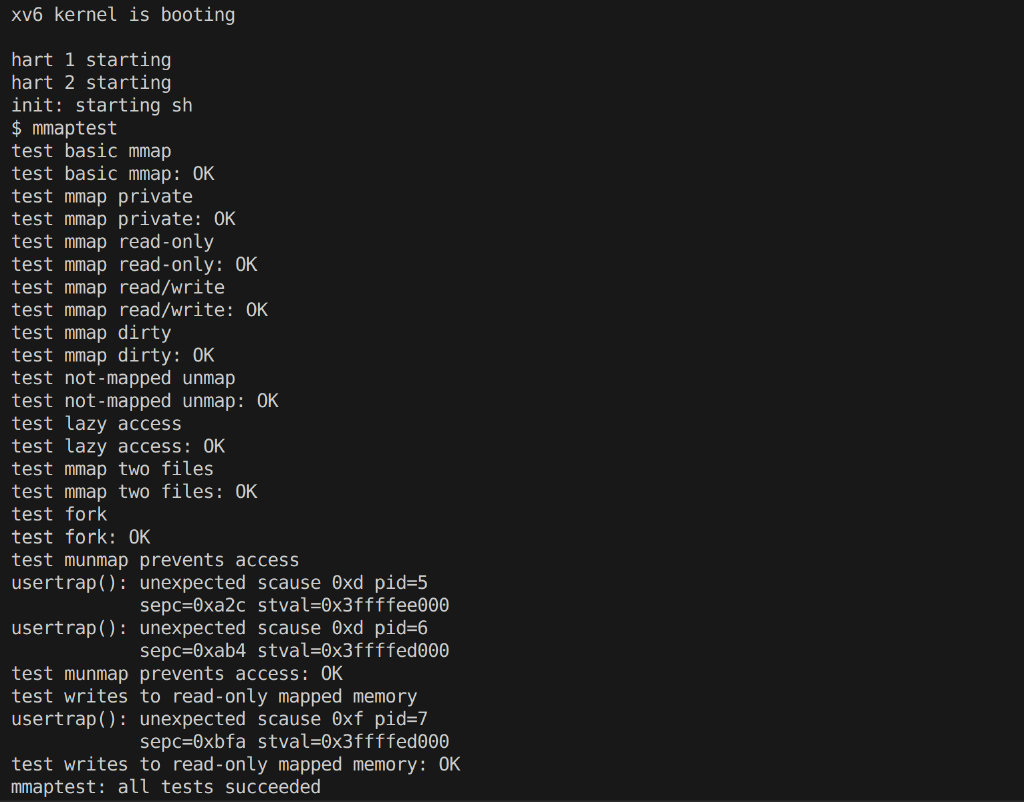 xv6 kernel is booting
hart 1 starting
hart 2 starting
init: starting sh
$ mmaptest
test basic mmap
test basic mmap: OK
test mmap private
test mmap private: OK
test mmap read-only
test mmap read-only: OK
test mmap read/write
test mmap read/write: OK
test mmap dirty
test mmap dirty: OK
test not-mapped unmap
test not-mapped unmap: OK
test lazy access
test lazy access: OK
test mmap two files
test mmap two files: OK
test fork
test fork: OK
test munmap prevents access
usertrap(): unexpected scause 0xd pid=5
sepc=0xa2c stval=0x3ffffee000
usertrap(): unexpected scause 0xd pid=6
sepc=0xab4 stval=0x3ffffed000
test munmap prevents access: OK
test writes to read-only mapped memory
usertrap(): unexpected scause 0xf pid=7
sepc=0xbfa stval=0x3ffffed000
test writes to read-only mapped memory: OK
mmaptest: all tests succeeded